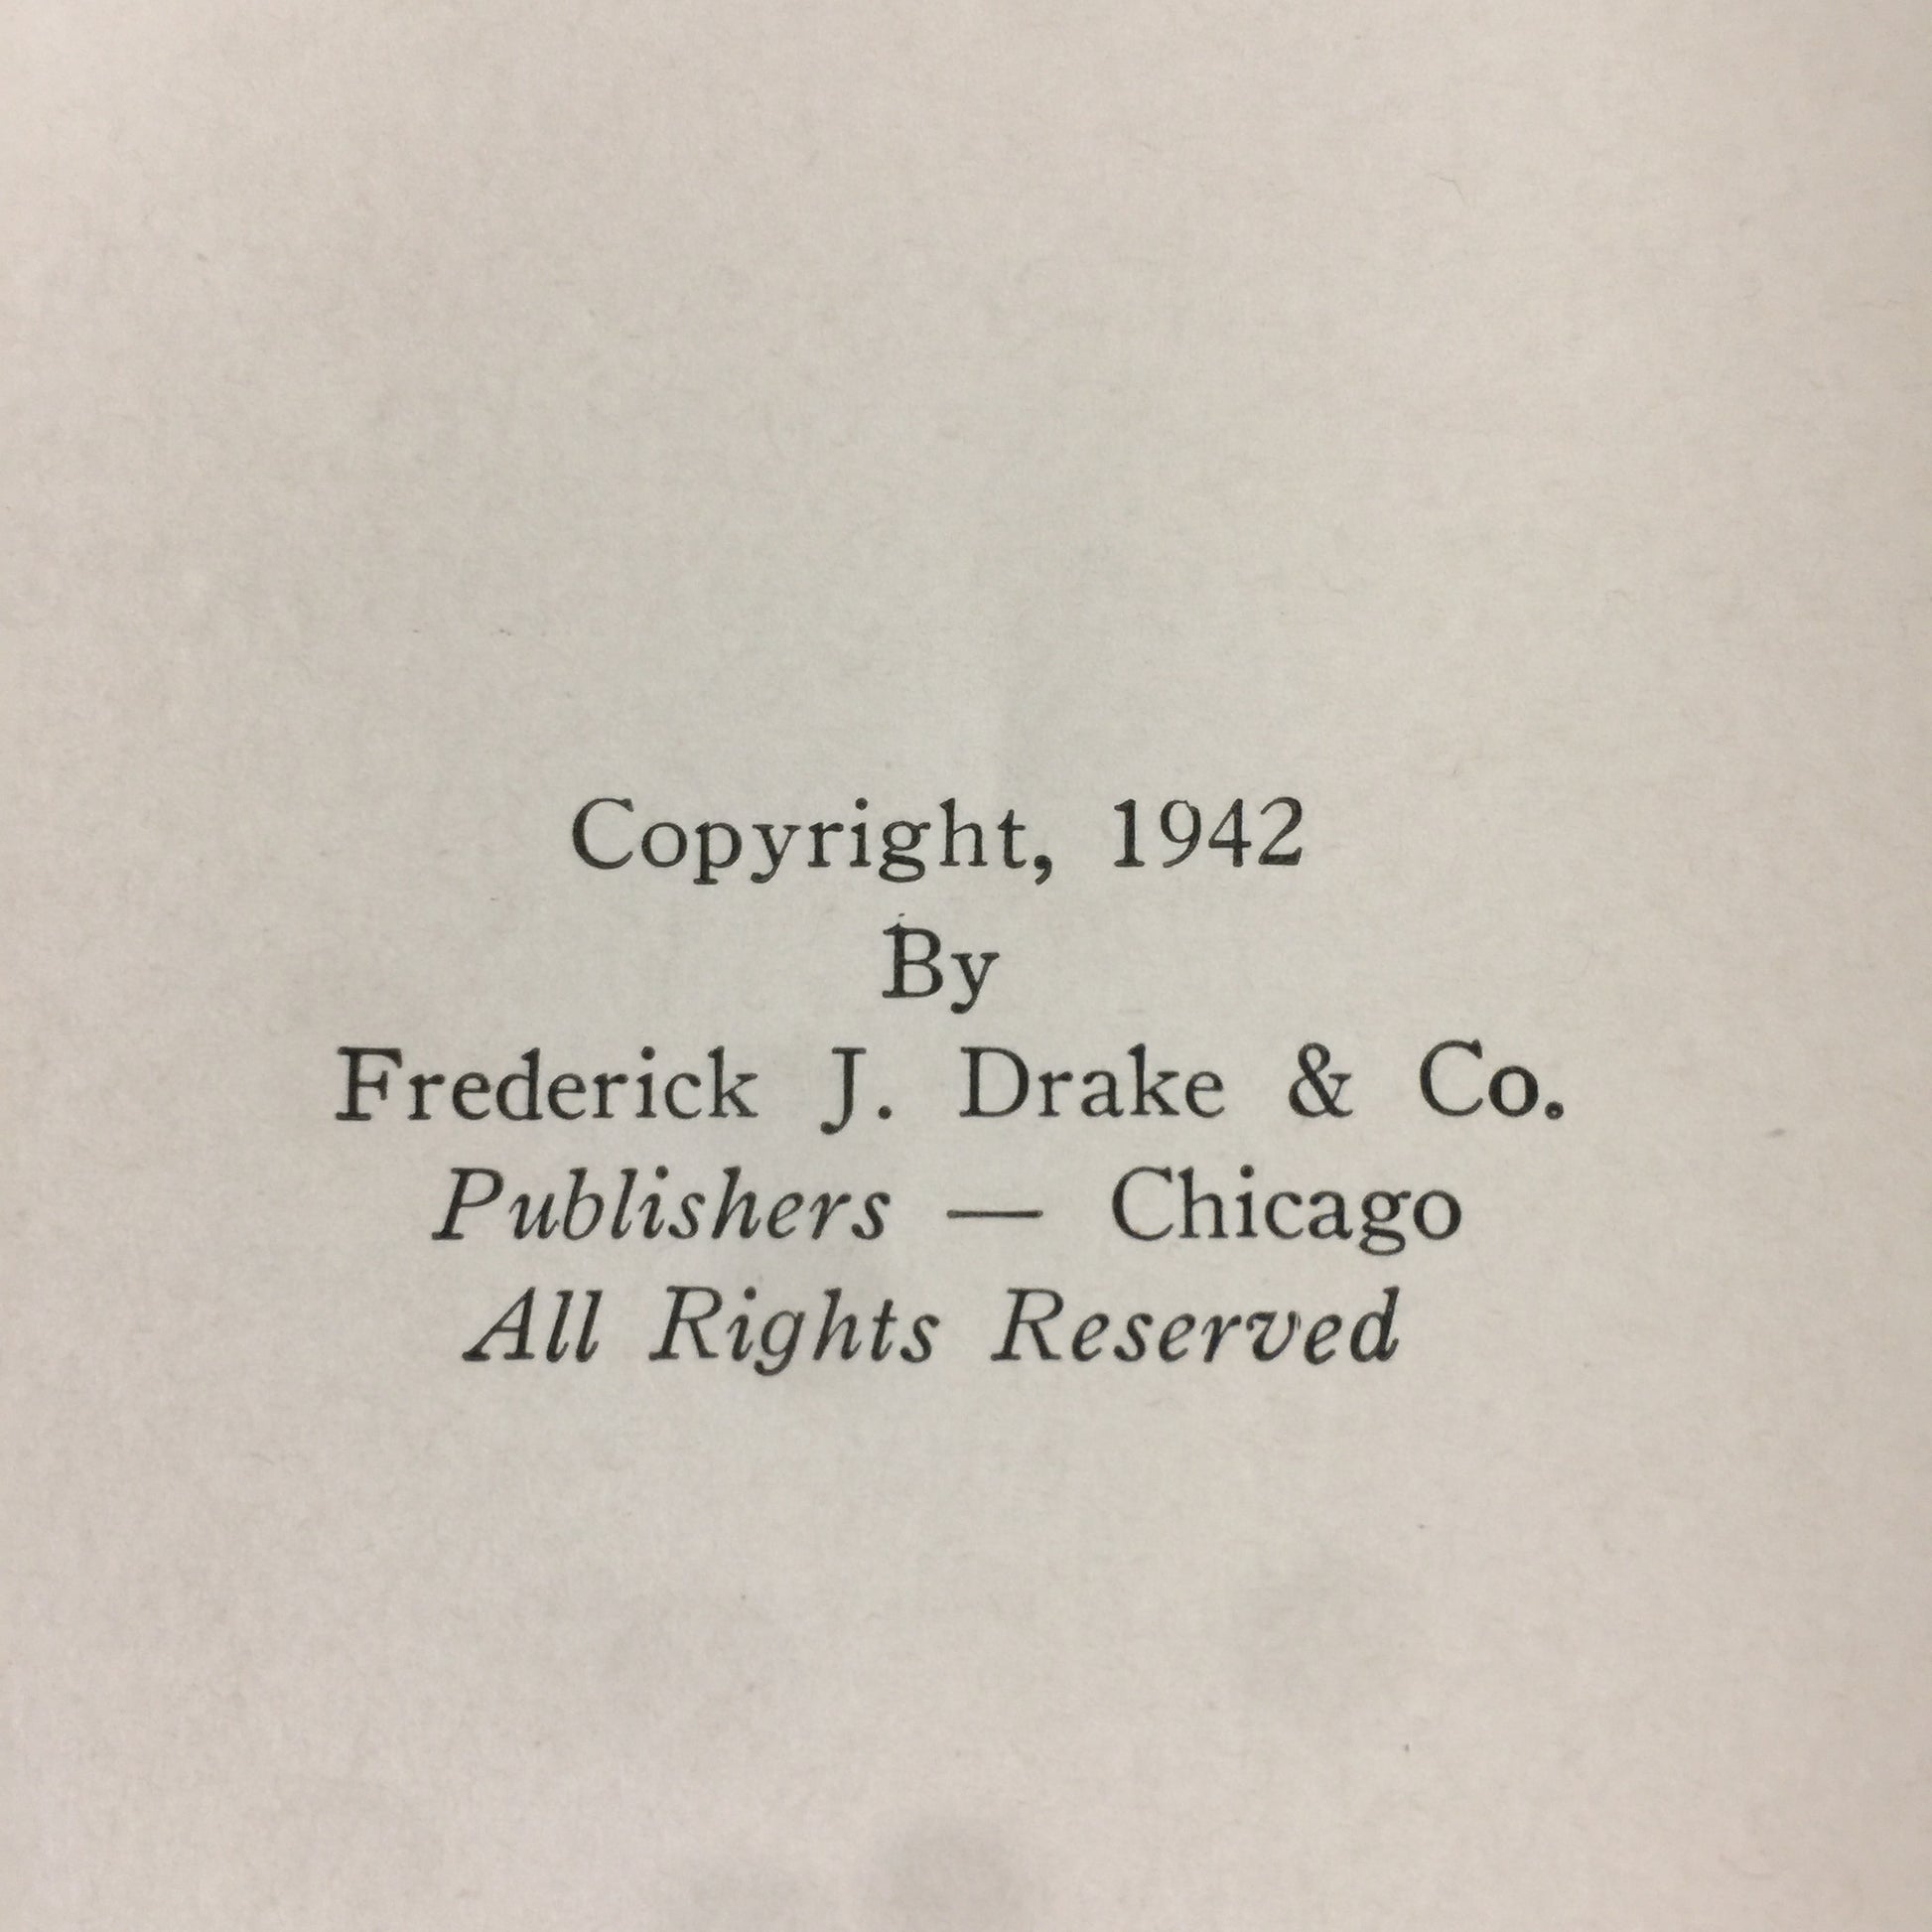 Copyright, 1942
By
Frederick J. Drake & Co.
Publishers — Chicago
All Rights Reserved